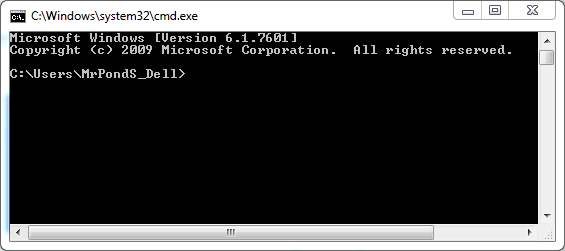 C:\Windows\system32\cmd.exe
Microsoft Windows [Version 6.1.7601]
Copyright (c) 2009 Microsoft Corporation.  All rights reserved.
C:\Users\MrPondS_Dell>